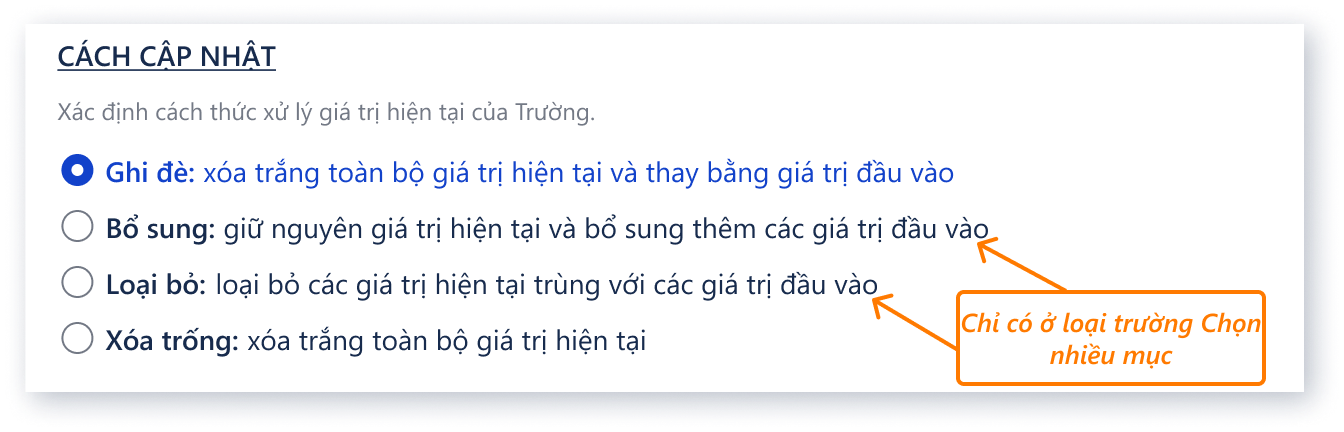 CÁCH CẬP NHẬT
Xác định cách thức xử lý giá trị hiện tại của Trường.
Ghi đè: xóa trắng toàn bộ giá trị hiện tại và thay bằng giá trị đầu vào
Bổ sung: giữ nguyên giá trị hiện tại và bổ sung thêm các giá trị đầu vào
Loại bỏ: loại bỏ các giá trị hiện tại trùng với các giá trị đầu vào
Xóa trống: xóa trắng toàn bộ giá trị hiện tại
Chỉ có ở loại trường Chọn
nhiều mục